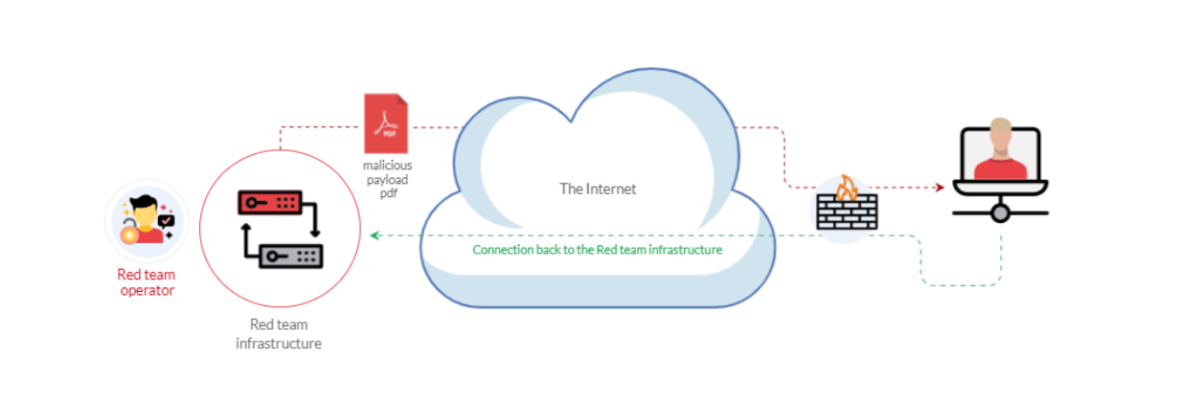 PDF
malicious
payload
pdf
The Internet
Connection back to the Red team infrastructure
Red team
operator
Red team
infrastructure